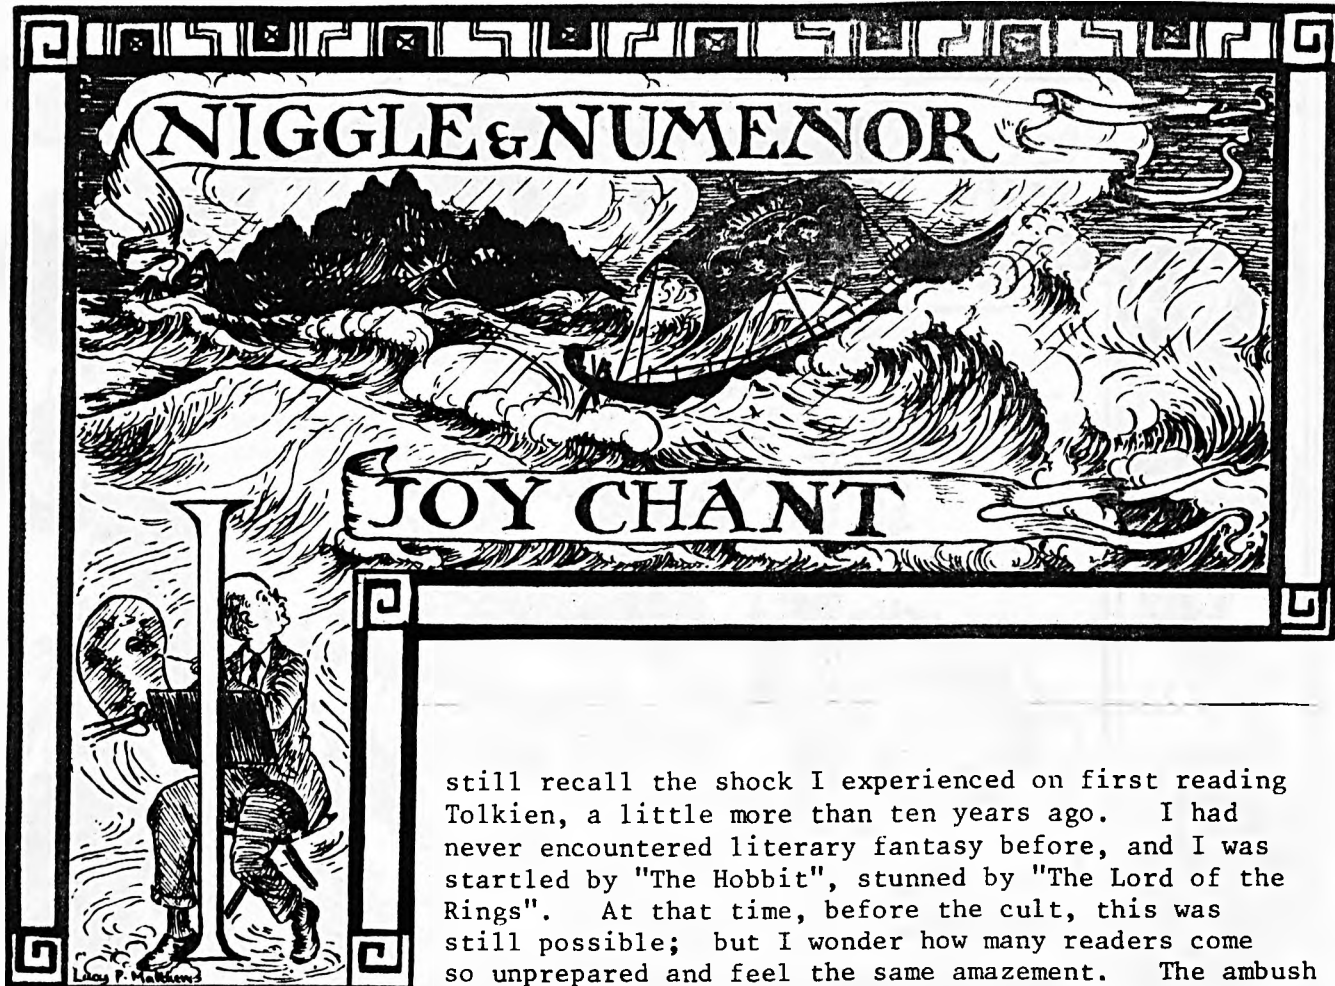 NIGGLE & NUMENOR
JOY CHANT
I
still recall the shock I experienced on first reading
Tolkien, a little more than ten years ago. I had
never encountered literary fantasy before, and I was
startled by "The Hobbit", stunned by "The Lord of the
Rings". At that time, before the cult, this was
still possible; but I wonder how many readers come
so unprepared and feel the same amazement. The ambush
Lucy P. Matthews